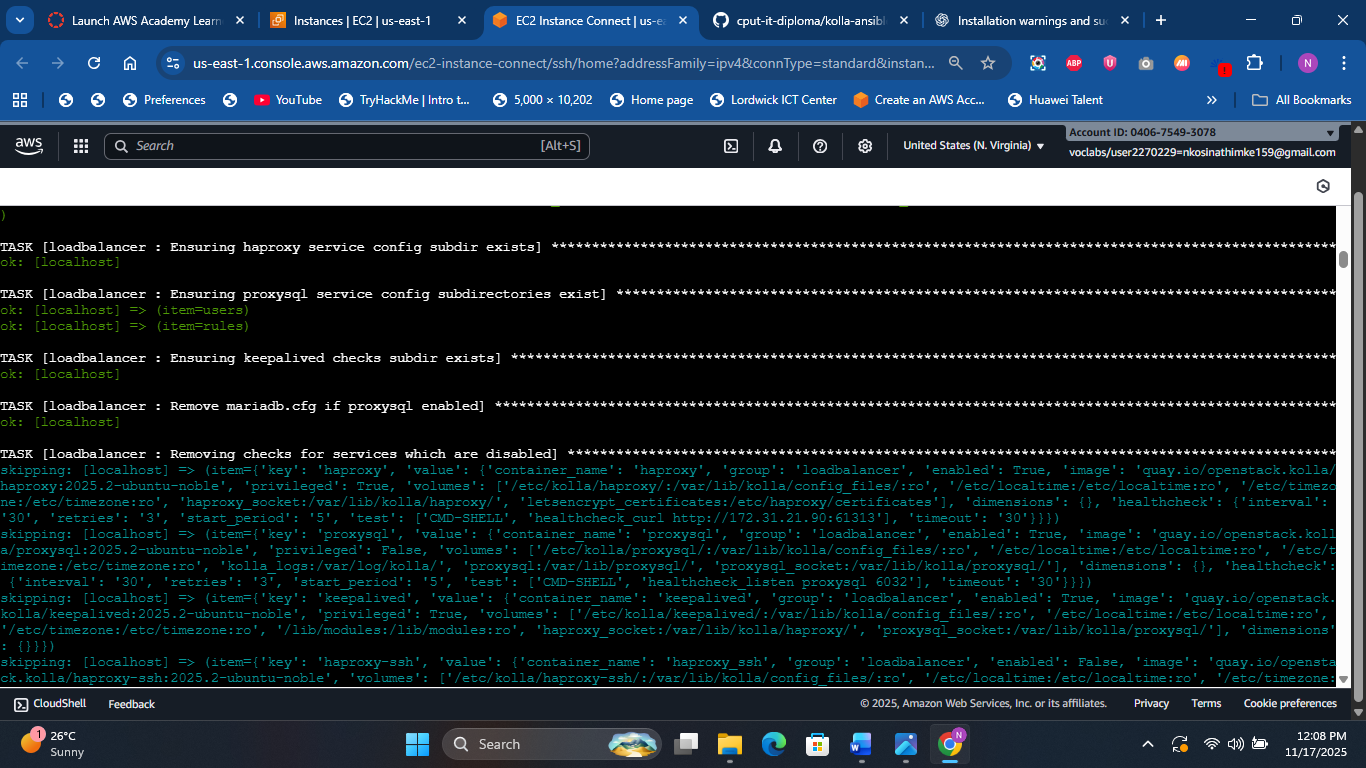 Launch AWS Academy Learn
Instances | EC2 | us-east-1
EC2 Instance Connect | us-ea
cput-it-diploma/kolla-ansibl
Installation warnings and su
us-east-1.console.aws.amazon.com/ec2-instance-connect/ssh/home?addressFamily=ipv4&connType=standard&instan...
ABP
U
!
N
Preferences
YouTube
TryHackMe | Intro t...
5,000 × 10,202
Home page
Lordwick ICT Center
Create an AWS Acc...
Huawei Talent
»
All Bookmarks
aws
Search
[Alt+S]
United States (N. Virginia)
Account ID: 0406-7549-3078
voclabs/user2270229=nkosinathimke159@gmail.com
)
TASK [loadbalancer : Ensuring haproxy service config subdir exists] *************************************************************************************************
ok: [localhost]
TASK [loadbalancer : Ensuring proxysql service config subdirectories exist] *****************************************************************************************
ok: [localhost] => (item=users)
ok: [localhost] => (item=rules)
TASK [loadbalancer : Ensuring keepalived checks subdir exists] ******************************************************************************************************
ok: [localhost]
TASK [loadbalancer : Remove mariadb.cfg if proxysql enabled] ********************************************************************************************************
ok: [localhost]
TASK [loadbalancer : Removing checks for services which are disabled] ***********************************************************************************************
skipping: [localhost] => (item={'key': 'haproxy', 'value': {'container_name': 'haproxy', 'group': 'loadbalancer', 'enabled': True, 'image': 'quay.io/openstack.kolla/
haproxy:2025.2-ubuntu-noble', 'privileged': True, 'volumes': ['/etc/kolla/haproxy/:/var/lib/kolla/config_files/:ro', '/etc/localtime:/etc/localtime:ro', '/etc/timezo
ne:/etc/timezone:ro', 'haproxy_socket:/var/lib/kolla/haproxy/', 'letsencrypt_certificates:/etc/haproxy/certificates'], 'dimensions': {}, 'healthcheck': {'interval':
'30', 'retries': '3', 'start_period': '5', 'test': ['CMD-SHELL', 'healthcheck_curl http://172.31.21.90:61313'], 'timeout': '30'}}})
skipping: [localhost] => (item={'key': 'proxysql', 'value': {'container_name': 'proxysql', 'group': 'loadbalancer', 'enabled': True, 'image': 'quay.io/openstack.koll
a/proxysql:2025.2-ubuntu-noble', 'privileged': False, 'volumes': ['/etc/kolla/proxysql/:/var/lib/kolla/config_files/:ro', '/etc/localtime:/etc/localtime:ro', '/etc/t
imezone:/etc/timezone:ro', 'kolla_logs:/var/log/kolla/', 'proxysql:/var/lib/proxysql/', 'proxysql_socket:/var/lib/kolla/proxysql/'], 'dimensions': {}, 'healthcheck':
{'interval': '30', 'retries': '3', 'start_period': '5', 'test': ['CMD-SHELL', 'healthcheck_listen proxysql 6032'], 'timeout': '30'}}})
skipping: [localhost] => (item={'key': 'keepalived', 'value': {'container_name': 'keepalived', 'group': 'loadbalancer', 'enabled': True, 'image': 'quay.io/openstack.
kolla/keepalived:2025.2-ubuntu-noble', 'privileged': True, 'volumes': ['/etc/kolla/keepalived/:/var/lib/kolla/config_files/:ro', '/etc/localtime:/etc/localtime:ro',
'/etc/timezone:/etc/timezone:ro', '/lib/modules:/lib/modules:ro', 'haproxy_socket:/var/lib/kolla/haproxy/', 'proxysql_socket:/var/lib/kolla/proxysql/'], 'dimensions'
: {}}})
skipping: [localhost] => (item={'key': 'haproxy-ssh', 'value': {'container_name': 'haproxy_ssh', 'group': 'loadbalancer', 'enabled': False, 'image': 'quay.io/opensta
ck.kolla/haproxy-ssh:2025.2-ubuntu-noble', 'volumes': ['/etc/kolla/haproxy-ssh/:/var/lib/kolla/config_files/:ro', '/etc/localtime:/etc/localtime:ro', '/etc/timezone:
CloudShell
Feedback
© 2025, Amazon Web Services, Inc. or its affiliates.
Privacy
Terms
Cookie preferences
1
26°C
Sunny
Search
N
12:08 PM
11/17/2025